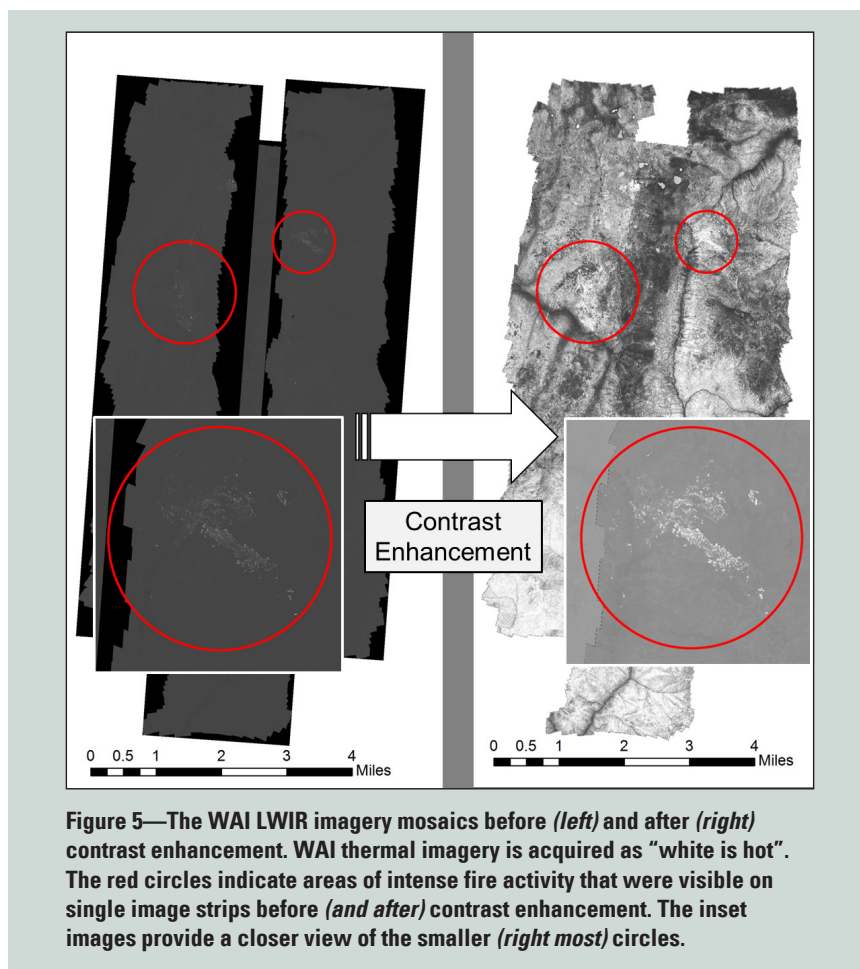 Contrast
Enhancement
0 0.5 1 2 3 4
Miles
0 0.5 1 2 3 4
Miles
Figure 5—The WAI LWIR imagery mosaics before (left) and after (right)
contrast enhancement. WAI thermal imagery is acquired as “white is hot”.
The red circles indicate areas of intense fire activity that were visible on
single image strips before (and after) contrast enhancement. The inset
images provide a closer view of the smaller (right most) circles.